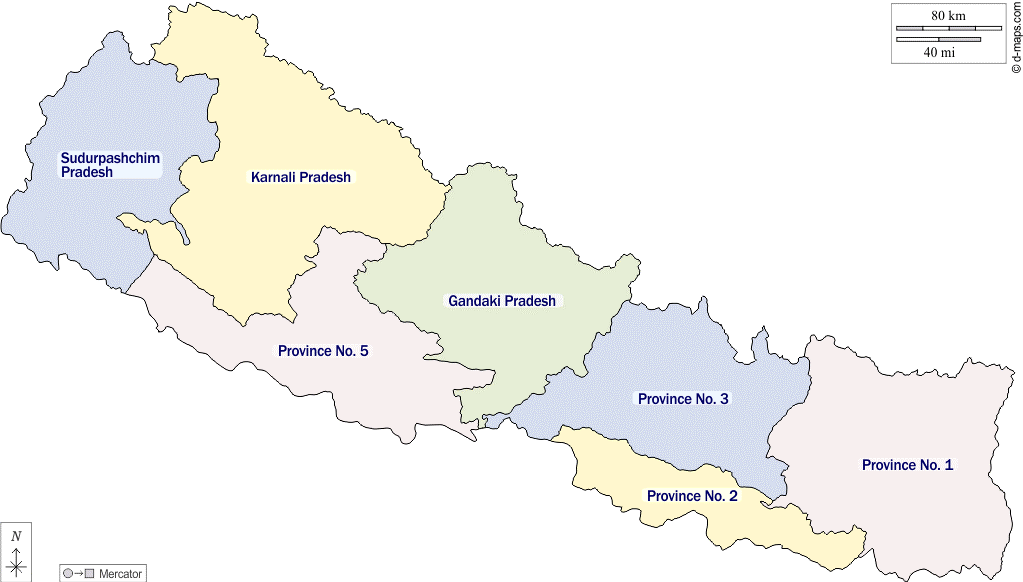 80 km
40 mi
© d-maps.com
Sudurpashchim
Pradesh
Karnali Pradesh
Gandaki Pradesh
Province No. 5
Province No. 3
Province No. 1
Province No. 2
N
Mercator